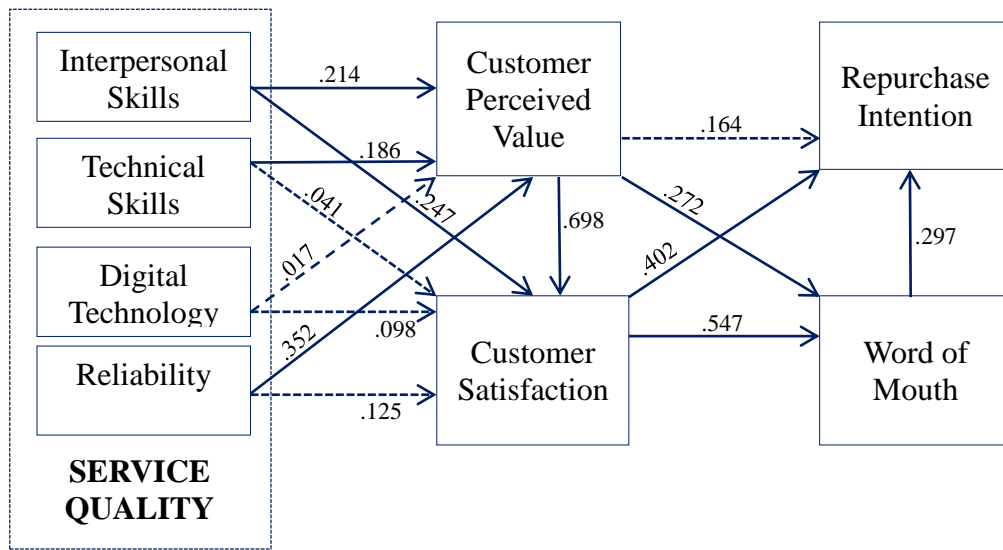 Interpersonal
Skills
Technical
Skills
Digital
Technology
Reliability
SERVICE
QUALITY
.214
.186
.041
.247
.017
.352
.098
.125
Customer
Perceived
Value
.698
Customer
Satisfaction
.164
.272
.402
.547
Repurchase
Intention
.297
Word of
Mouth